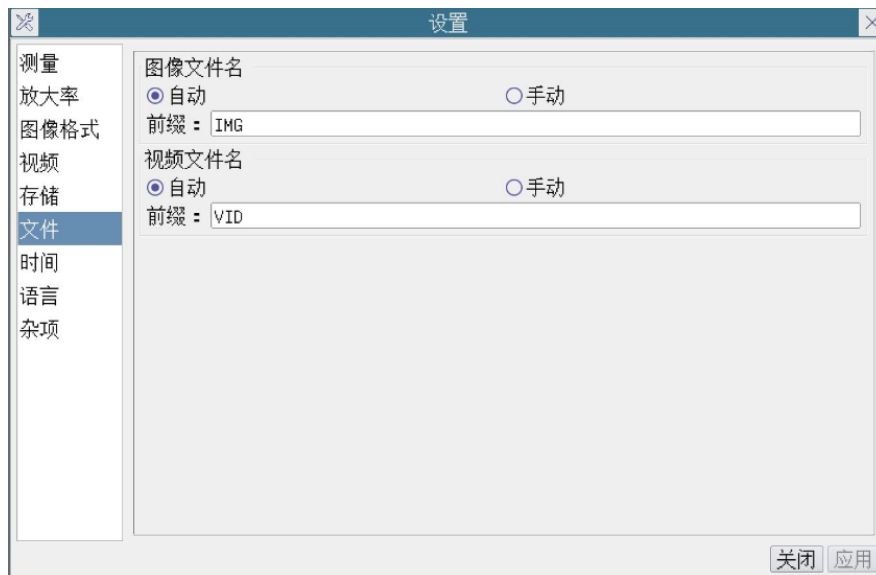 设置
测量
放大率
图像格式
视频
存储
文件
时间
语言
杂项
图像文件名
自动 手动
前缀： IMG
视频文件名
自动 手动
前缀： VID
关闭 应用